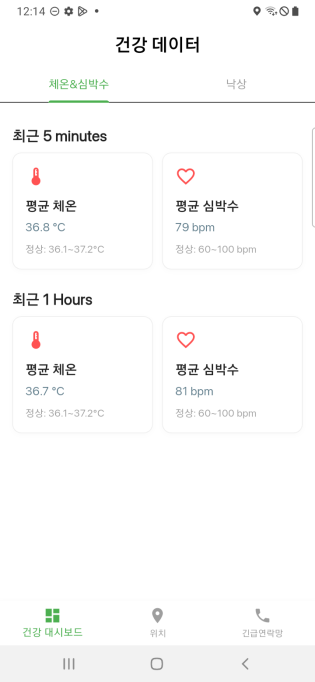 12:14
건강 데이터
체온&심박수
낙상
최근 5 minutes
평균 체온
36.8 °C
정상: 36.1~37.2°C
평균 심박수
79 bpm
정상: 60~100 bpm
최근 1 Hours
평균 체온
36.7 °C
정상: 36.1~37.2°C
평균 심박수
81 bpm
정상: 60~100 bpm
건강 대시보드
위치
긴급연락망